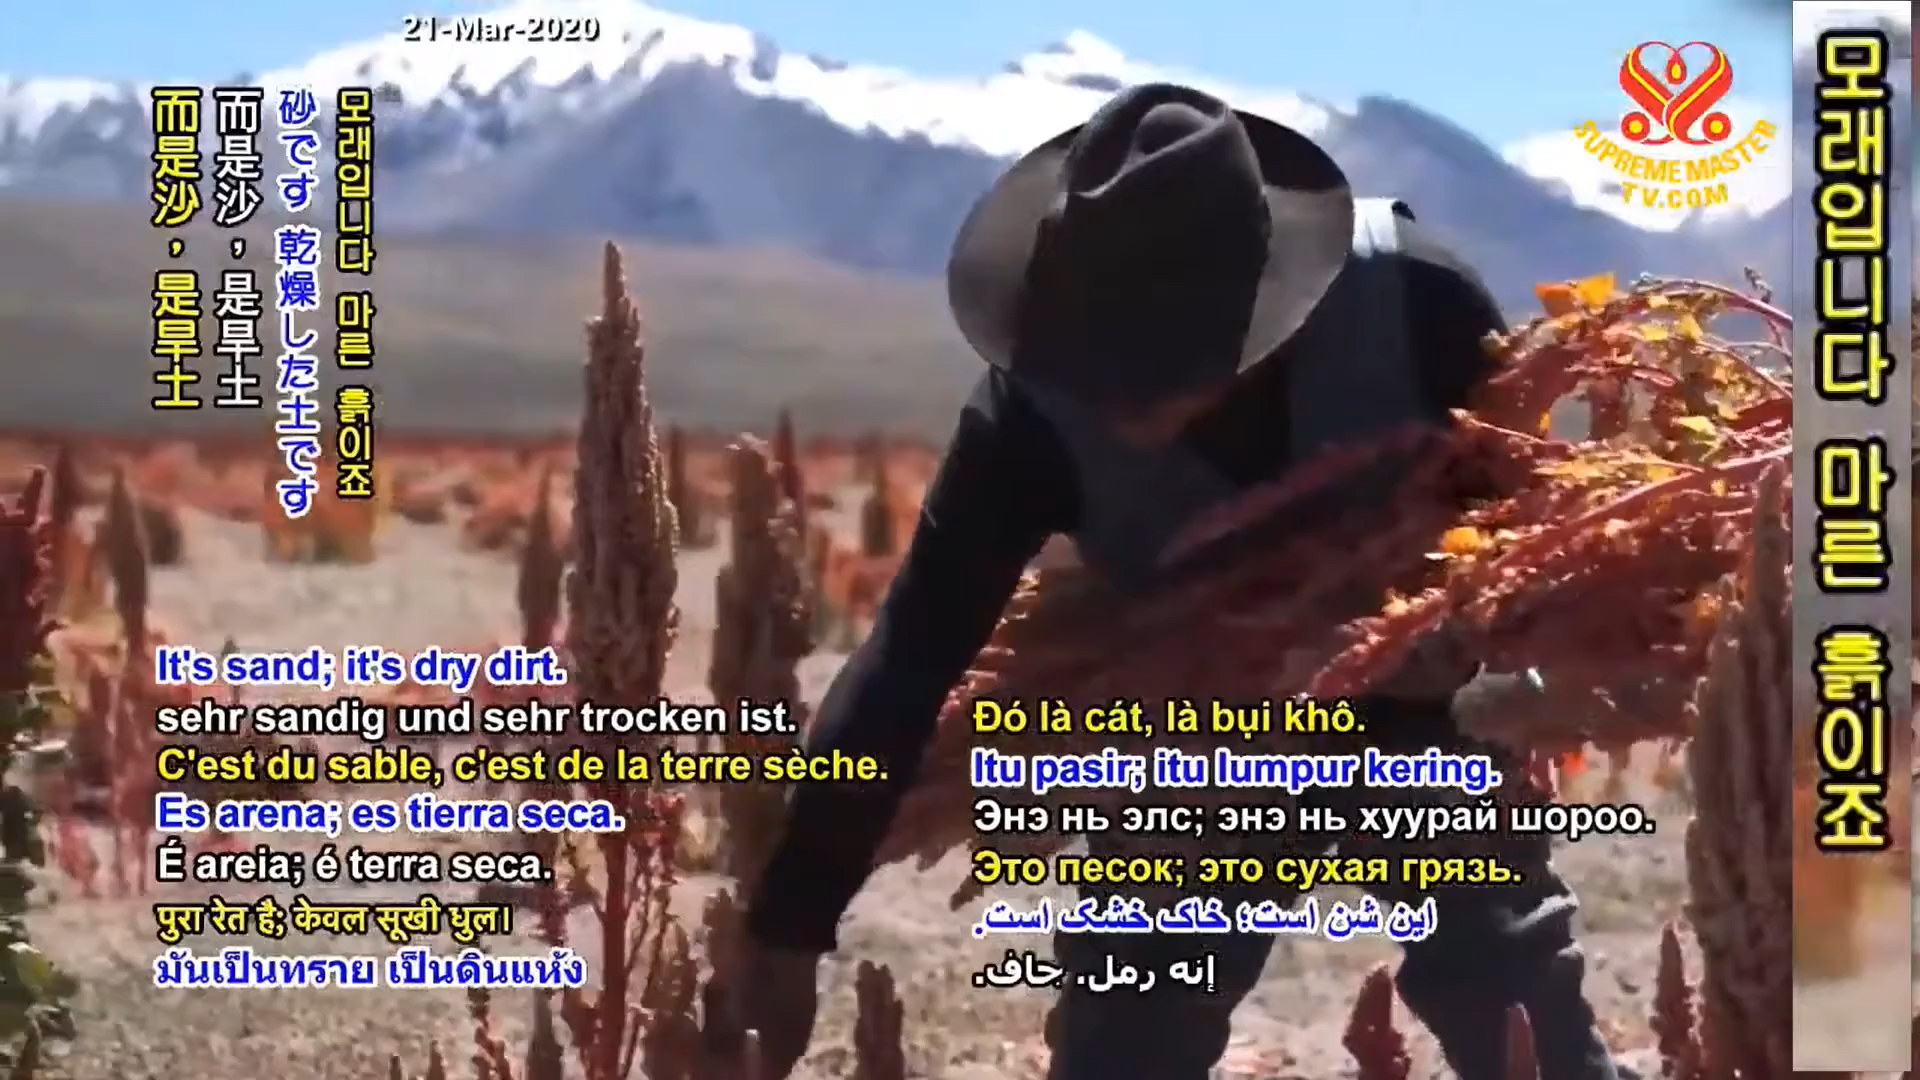 21-Mar-2020
모래입니다 마른 흙이죠
砂です 乾燥した土です
而是沙，是旱土
而是沙，是旱土
SUPREME MASTER
TV.COM
모래입니다 마른 흙이죠
It's sand; it's dry dirt.
sehr sandig und sehr trocken ist.
C'est du sable, c'est de la terre sèche.
Es arena; es tierra seca.
É areia; é terra seca.
पुरा रेत है; केवल सूखी धुल।
มันเป็นทราย เป็นดินแห้ง
Đó là cát, là bụi khô.
Itu pasir; itu lumpur kering.
Энэ нь элс; энэ нь хуурай шороо.
Это песок; это сухая грязь.
این شن است؛ خاک خشک است.
إنه رمل. جاف.